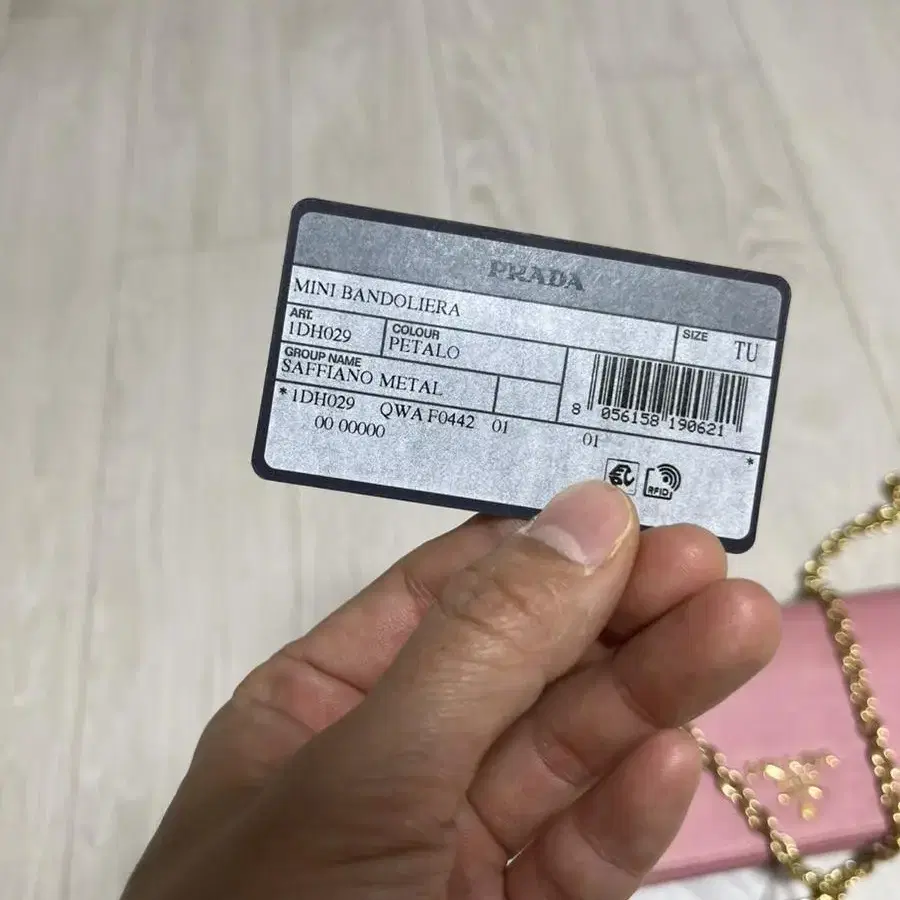 PRADA
MINI BANDOLIERA
SIZE
TU
ART.
1DH029
COLOUR
PETALO
GROUP NAME
SAFFIANO METAL
8 056158 190621
* 1DH029 QWA F0442 01 01
00 00000 *
RFID